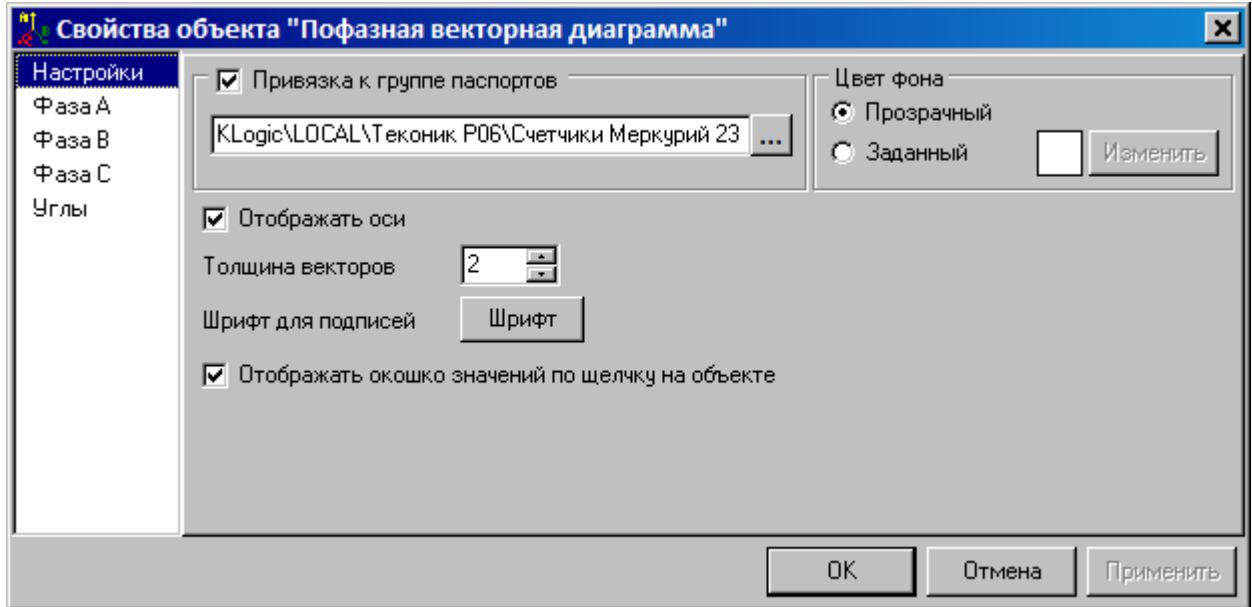 Свойства объекта "Пофазная векторная диаграмма"
Настройки
Фаза A
Фаза B
Фаза C
Углы
Привязка к группе паспортов
KLogic\LOCAL\Теконик P06\Счетчики Меркурий 23
...
Цвет фона
Прозрачный
Заданный
Изменить
Отображать оси
Толщина векторов
2
Шрифт для подписей
Шрифт
Отображать окошко значений по щелчку на объекте
OK
Отмена
Применить